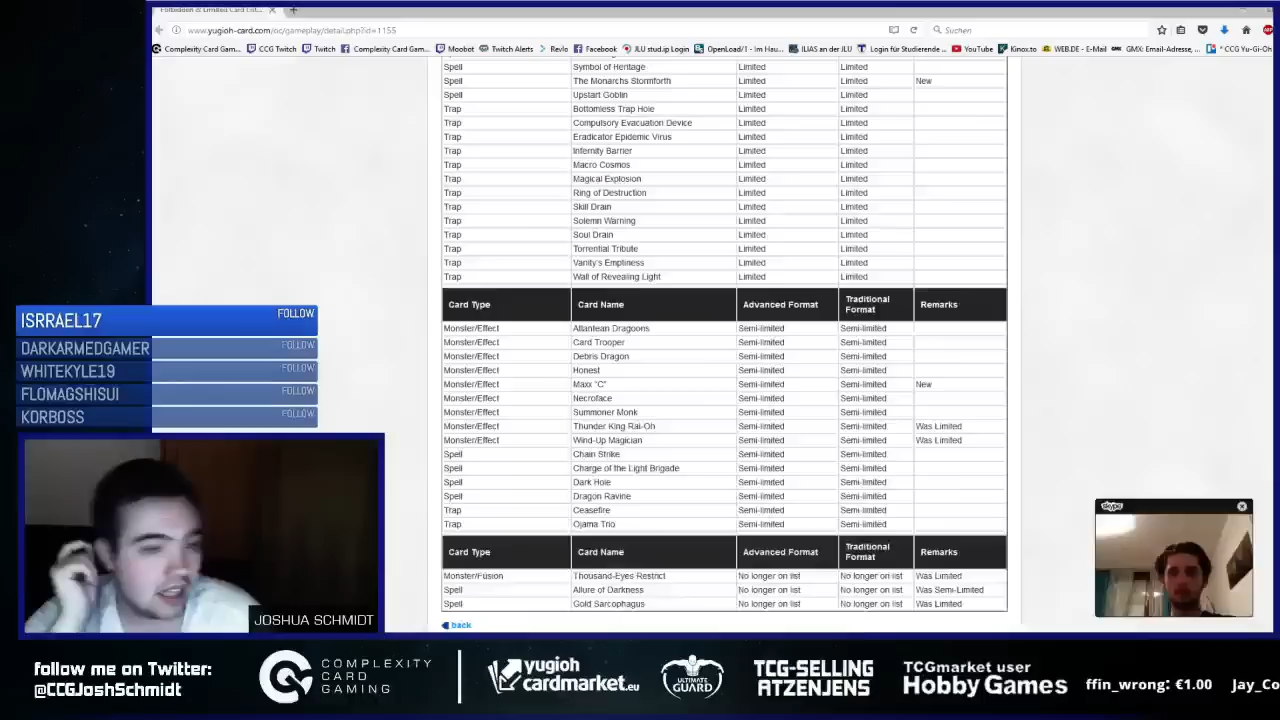 Forbidden & Limited Card List...
www.yugioh-card.com/oc/gameplay/detail.php?id=1155
Suchen
Complexity Card Gam... CCG Twitch Twitch Complexity Card Gam... Moobot Twitch Alerts Revlo Facebook JLU stud.ip Login OpenLoad/1 - Im Hau... ILIAS an der JLU Login für Studierende ... YouTube Kinox.to WEB.DE - E-Mail GMX: Email-Adresse, ... * CCG Yu-Gi-Oh
Spell Symbol of Heritage Limited Limited
Spell The Monarchs Stormforth Limited Limited New
Spell Upstart Goblin Limited Limited
Trap Bottomless Trap Hole Limited Limited
Trap Compulsory Evacuation Device Limited Limited
Trap Eradicator Epidemic Virus Limited Limited
Trap Infernity Barrier Limited Limited
Trap Macro Cosmos Limited Limited
Trap Magical Explosion Limited Limited
Trap Ring of Destruction Limited Limited
Trap Skill Drain Limited Limited
Trap Solemn Warning Limited Limited
Trap Soul Drain Limited Limited
Trap Torrential Tribute Limited Limited
Trap Vanity's Emptiness Limited Limited
Trap Wall of Revealing Light Limited Limited
Card Type Card Name Advanced Format Traditional Format Remarks
Monster/Effect Atlantean Dragoons Semi-limited Semi-limited
Monster/Effect Card Trooper Semi-limited Semi-limited
Monster/Effect Debris Dragon Semi-limited Semi-limited
Monster/Effect Honest Semi-limited Semi-limited
Monster/Effect Maxx "C" Semi-limited Semi-limited New
Monster/Effect Necroface Semi-limited Semi-limited
Monster/Effect Summoner Monk Semi-limited Semi-limited
Monster/Effect Thunder King Rai-Oh Semi-limited Semi-limited Was Limited
Monster/Effect Wind-Up Magician Semi-limited Semi-limited Was Limited
Spell Chain Strike Semi-limited Semi-limited
Spell Charge of the Light Brigade Semi-limited Semi-limited
Spell Dark Hole Semi-limited Semi-limited
Spell Dragon Ravine Semi-limited Semi-limited
Trap Ceasefire Semi-limited Semi-limited
Trap Ojama Trio Semi-limited Semi-limited
Card Type Card Name Advanced Format Traditional Format Remarks
Monster/Fusion Thousand-Eyes Restrict No longer on list No longer on list Was Limited
Spell Allure of Darkness No longer on list No longer on list Was Semi-Limited
Spell Gold Sarcophagus No longer on list No longer on list Was Limited
back
ISRRAEL17 FOLLOW
DARKARMEDGAMER FOLLOW
WHITEKYLE19 FOLLOW
FLOMAGSHISUI FOLLOW
KORBOSS FOLLOW
JOSHUA SCHMIDT
skype
follow me on Twitter:
@CCGJoshSchmidt
COMPLEXITY
CARD
GAMING
yugioh
cardmarket.eu
ULTIMATE
GUARD
TCG-SELLING
ATZENJENS
TCGmarket user
Hobby Games
ffin_wrong: €1.00 Jay_Co